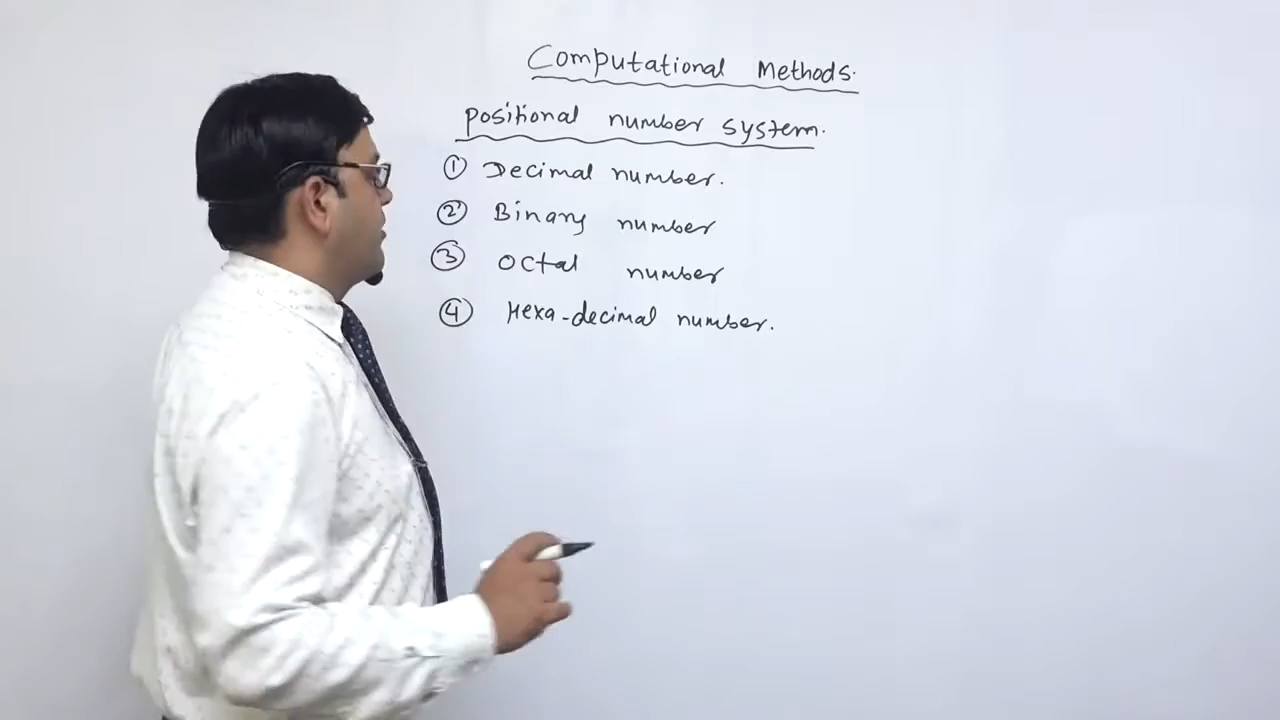 Computational Methods.
Positional number system.
① Decimal number.
② Binary number
③ Octal number
④ Hexa-decimal number.